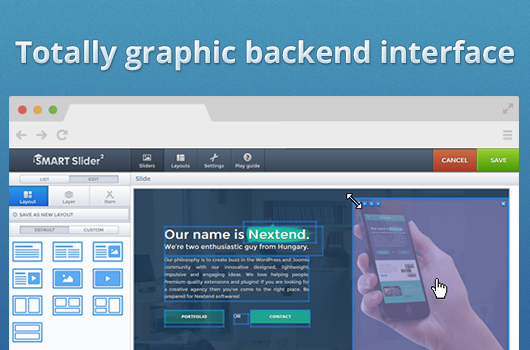 Totally graphic backend interface
SMART Slider2
Sliders
Layouts
Settings
Play guide
CANCEL
SAVE
LIST
EDIT
Slide
Layout
Layer
Item
SAVE AS NEW LAYOUT
DEFAULT
CUSTOM
Our name is Nextend.
We're two enthusiastic guy from Hungary.
Our philosophy is to create buzz in the WordPress and Joomla
community with our innovative designed, lightweight,
impulsive and engaging ideas. We love helping people.
Premium quality extensions and plugins! If you are looking for
a creative agency then you've come to the right place. Be
prepared for Nextend softwares!
PORTFOLIO
OR
CONTACT